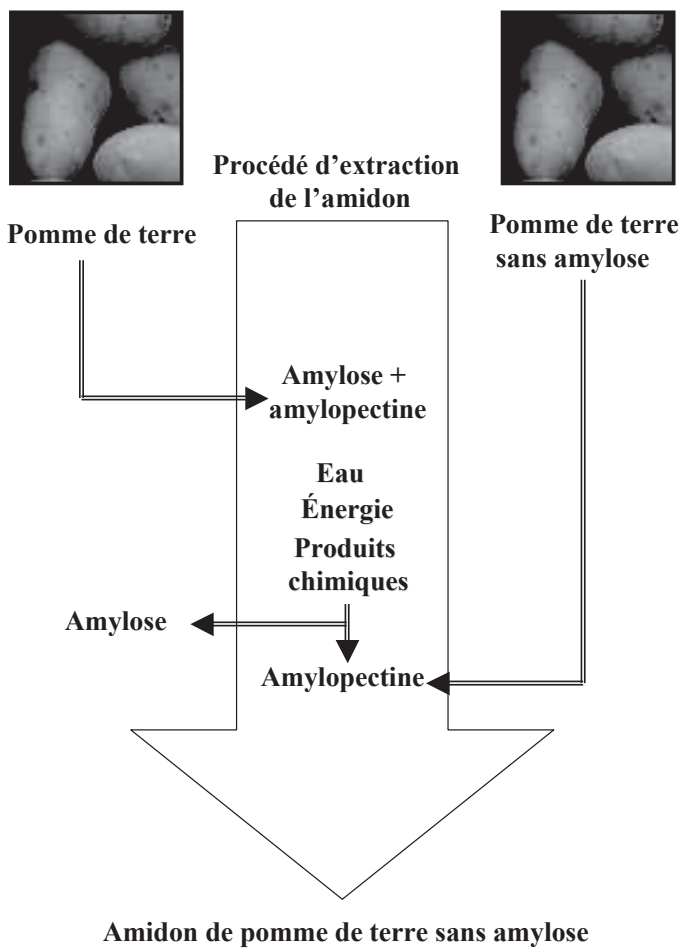 Procédé d'extraction
de l'amidon
Pomme de terre
Pomme de terre
sans amylose
Amylose +
amylopectine
Eau
Énergie
Produits
chimiques
Amylose
Amylopectine
Amidon de pomme de terre sans amylose